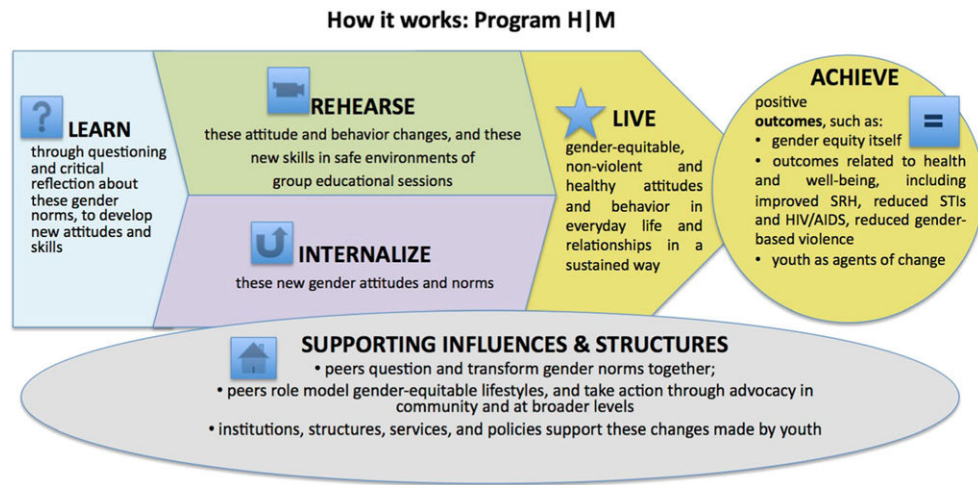 How it works: Program H|M
?
LEARN
through questioning
and critical
reflection about
these gender
norms, to develop
new attitudes and
skills
REHEARSE
these attitude and behavior changes, and these
new skills in safe environments of
group educational sessions
INTERNALIZE
these new gender attitudes and norms
LIVE
gender-equitable,
non-violent and
healthy attitudes
and behavior in
everyday life and
relationships in a
sustained way
ACHIEVE
positive
outcomes, such as:
• gender equity itself
• outcomes related to health
and well-being, including
improved SRH, reduced STIs
and HIV/AIDS, reduced gender-
based violence
• youth as agents of change
=
SUPPORTING INFLUENCES & STRUCTURES
• peers question and transform gender norms together;
• peers role model gender-equitable lifestyles, and take action through advocacy in
community and at broader levels
• institutions, structures, services, and policies support these changes made by youth